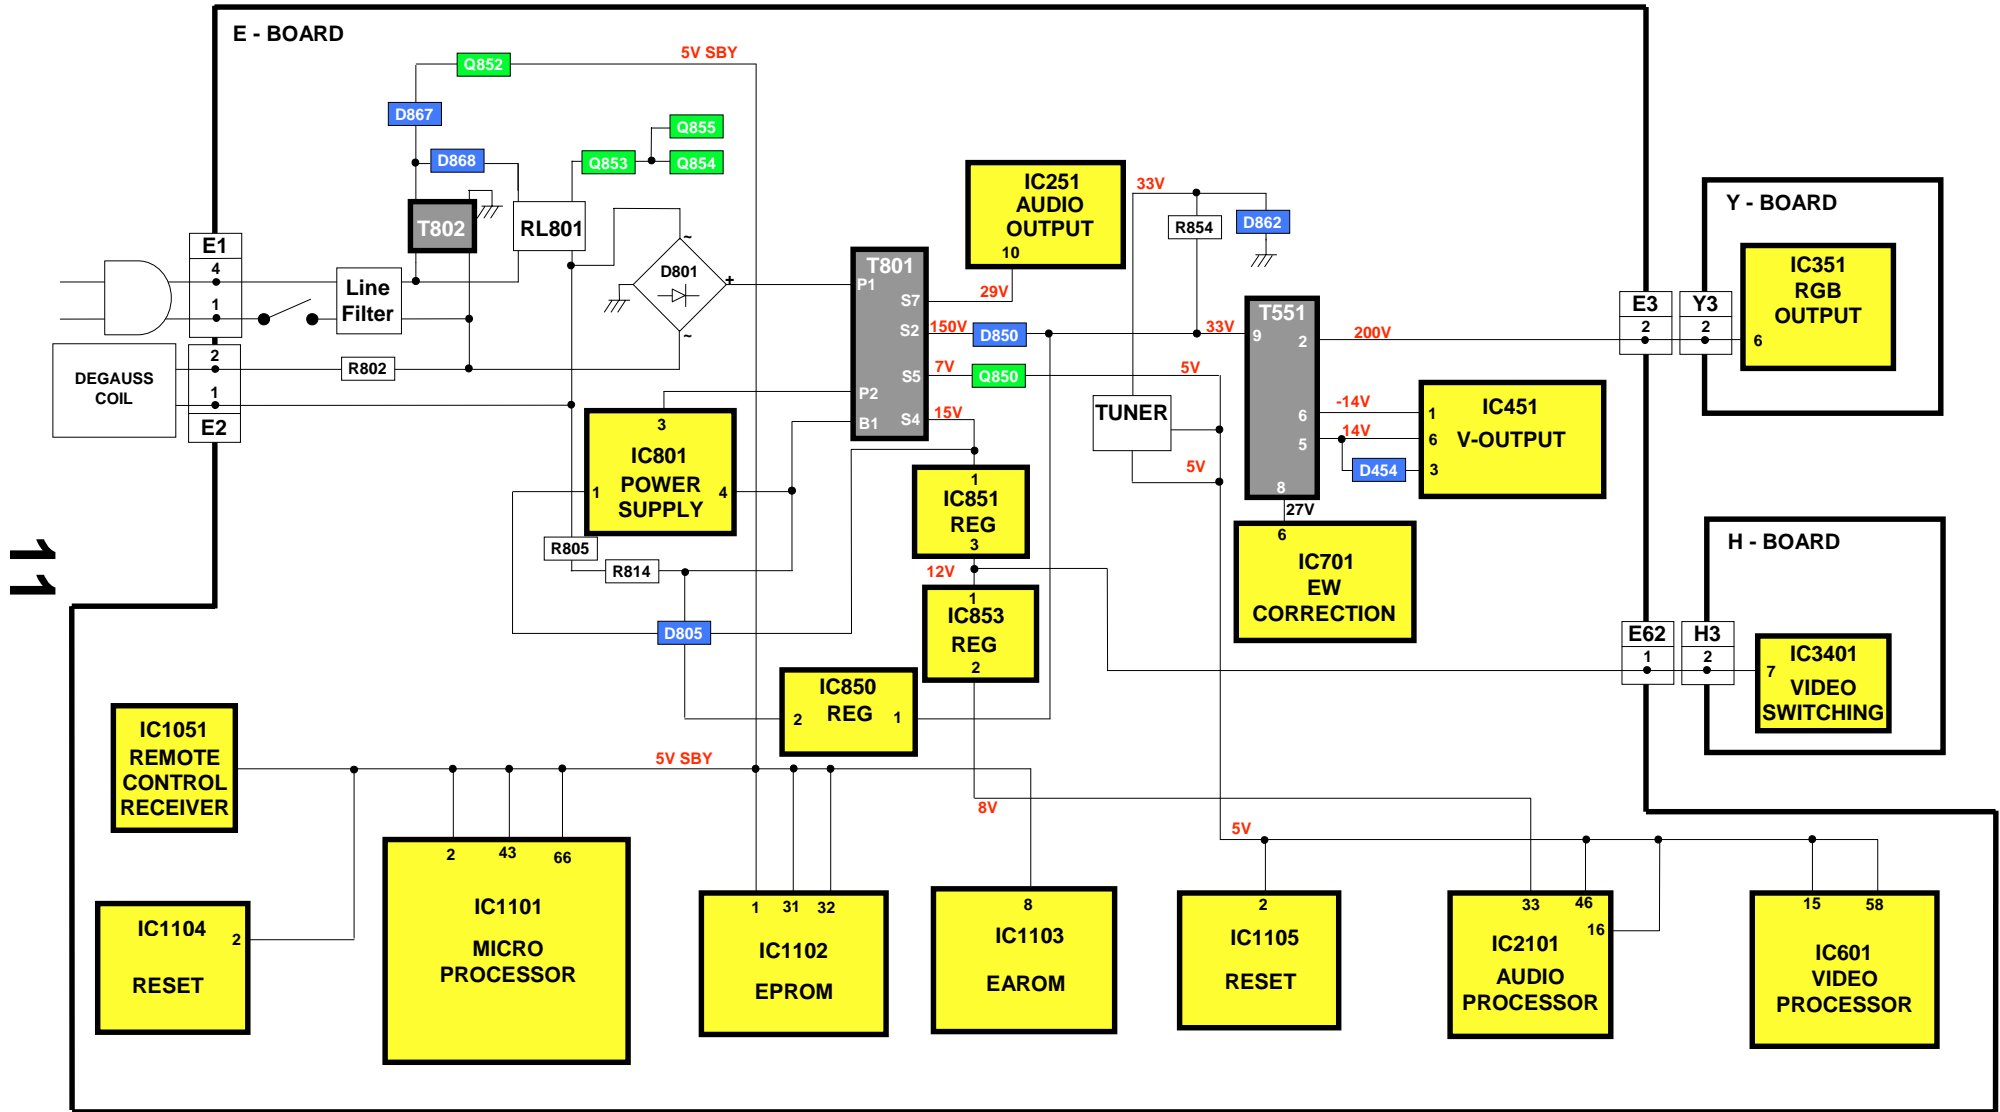 E - BOARD
5V SBY
Q852
D867
Q855
D868
Q853
Q854
T802
RL801
E1
4
1
Line
Filter
D801
~
+
~
DEGAUSS
COIL
2
1
E2
R802
T801
P1
S7
S2
S5
P2
B1
S4
29V
150V
7V
15V
D850
Q850
IC251
AUDIO
OUTPUT
10
33V
R854
D862
33V
5V
TUNER
5V
T551
9
2
6
5
8
200V
-14V
14V
D454
27V
IC451
V-OUTPUT
1
6
3
6
IC701
EW
CORRECTION
E3
2
Y3
2
Y - BOARD
IC351
RGB
OUTPUT
6
3
IC801
POWER
SUPPLY
1
4
R805
R814
D805
1
IC851
REG
3
12V
1
IC853
REG
2
IC850
REG
2
1
H - BOARD
E62
1
H3
2
IC3401
7
VIDEO
SWITCHING
11
IC1051
REMOTE
CONTROL
RECEIVER
5V SBY
8V
5V
IC1104
2
RESET
2
43
66
IC1101
MICRO
PROCESSOR
1
31
32
IC1102
EPROM
8
IC1103
EAROM
2
IC1105
RESET
33
46
16
IC2101
AUDIO
PROCESSOR
15
58
IC601
VIDEO
PROCESSOR